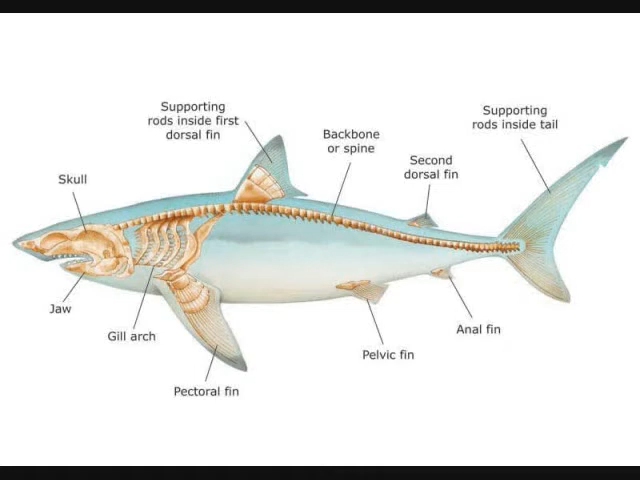 Supporting
rods inside first
dorsal fin
Supporting
rods inside tail
Backbone
or spine
Second
dorsal fin
Skull
Jaw
Gill arch
Anal fin
Pelvic fin
Pectoral fin